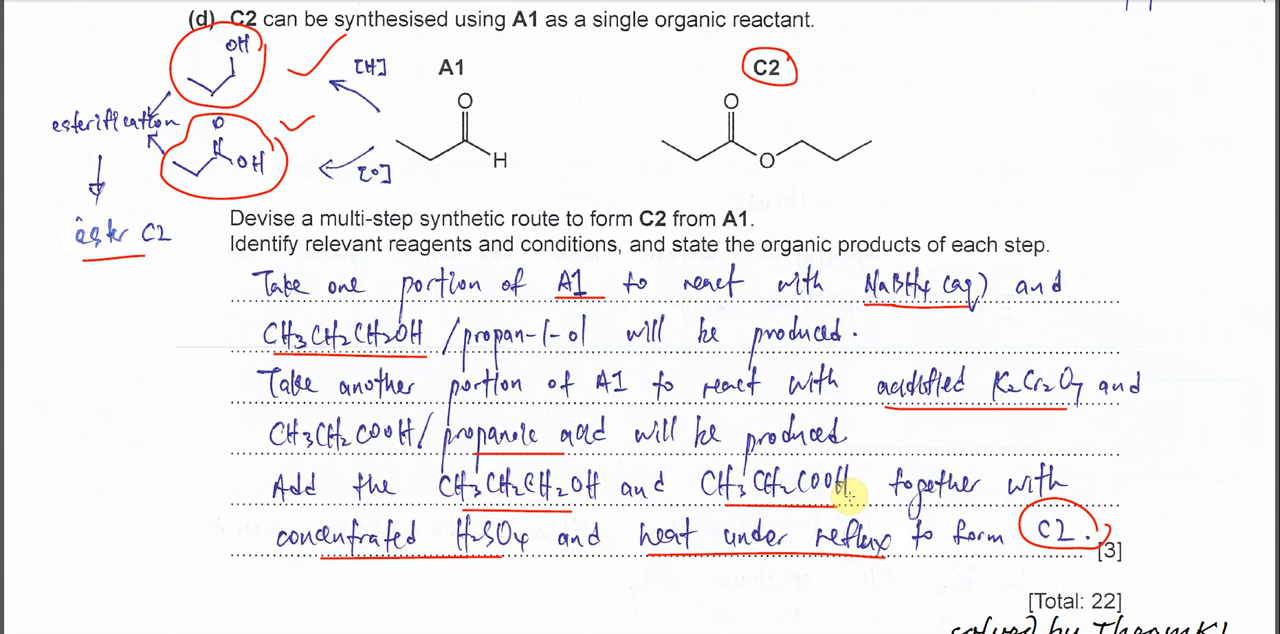 (d) C2 can be synthesised using A1 as a single organic reactant.
OH
[H]
A1
C2
O
O
esterification
O
OH
[O]
H
O
ester C2
Devise a multi-step synthetic route to form C2 from A1.
Identify relevant reagents and conditions, and state the organic products of each step.
Take one portion of A1 to react with NaBH4 (aq) and
CH3CH2CH2OH / propan-1-ol will be produced.
Take another portion of A1 to react with acidified K2Cr2O7 and
CH3CH2COOH / propanoic acid will be produced
Add the CH3CH2CH2OH and CH3CH2COOH together with
concentrated H2SO4 and heat under reflux to form C2.
[3]
[Total: 22]
solved by